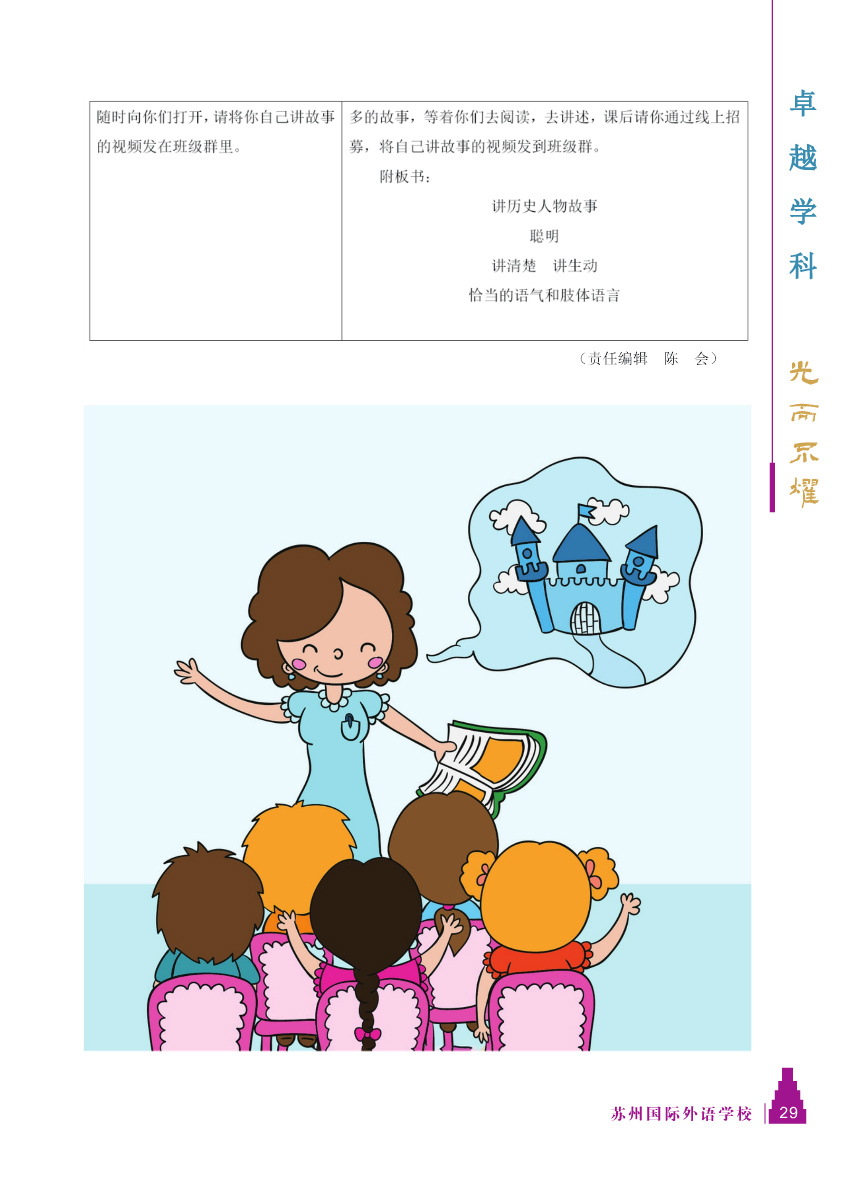 随时向你们打开，请将你自己讲故事
的视频发在班级群里。
多的故事，等着你们去阅读，去讲述，课后请你通过线上招
募，将自己讲故事的视频发到班级群。
附板书：
讲历史人物故事
聪明
讲清楚　讲生动
恰当的语气和肢体语言
（责任编辑　陈　会）
卓越学科
光而不耀
苏州国际外语学校
29